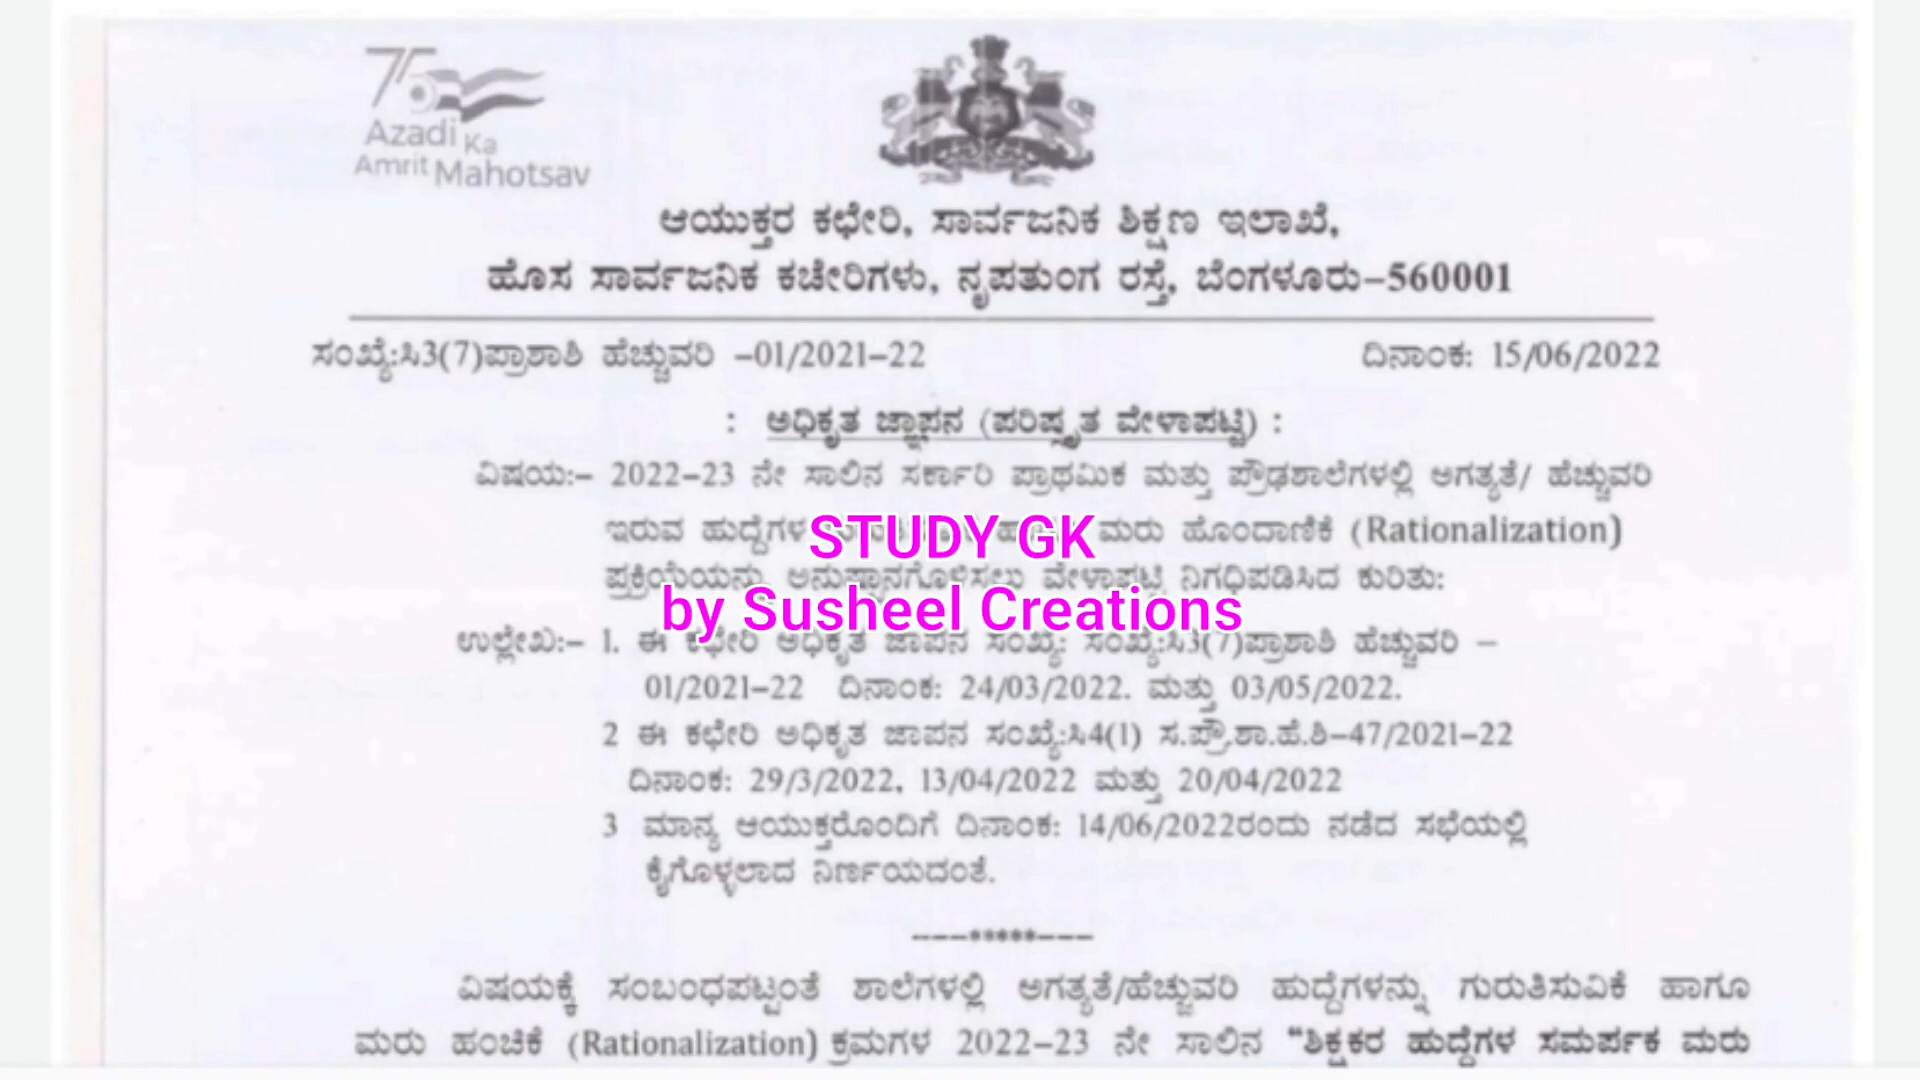 75
Azadi Ka
Amrit Mahotsav
ಆಯುಕ್ತರ ಕಛೇರಿ, ಸಾರ್ವಜನಿಕ ಶಿಕ್ಷಣ ಇಲಾಖೆ,
ಹೊಸ ಸಾರ್ವಜನಿಕ ಕಚೇರಿಗಳು, ನೃಪತುಂಗ ರಸ್ತೆ, ಬೆಂಗಳೂರು–560001
ಸಂಖ್ಯೆ:ಸಿ3(7)ಪ್ರಾಶಾಶಿ ಹೆಚ್ಚುವರಿ –01/2021–22 ದಿನಾಂಕ: 15/06/2022
: ಅಧಿಕೃತ ಜ್ಞಾಪನ (ಪರಿಷ್ಕೃತ ವೇಳಾಪಟ್ಟಿ) :
ವಿಷಯ:– 2022–23 ನೇ ಸಾಲಿನ ಸರ್ಕಾರಿ ಪ್ರಾಥಮಿಕ ಮತ್ತು ಪ್ರೌಢಶಾಲೆಗಳಲ್ಲಿ ಅಗತ್ಯತೆ/ ಹೆಚ್ಚುವರಿ
ಇರುವ ಹುದ್ದೆಗಳ ಮರು ಹೊಂದಾಣಿಕೆ (Rationalization)
STUDY GK
ಪ್ರಕ್ರಿಯೆಯನ್ನು ಅನುಷ್ಠಾನಗೊಳಿಸಲು ವೇಳಾಪಟ್ಟಿ ನಿಗಧಿಪಡಿಸಿದ ಕುರಿತು:
by Susheel Creations
ಉಲ್ಲೇಖ:– 1. ಈ ಕಛೇರಿ ಅಧಿಕೃತ ಜ್ಞಾಪನ ಸಂಖ್ಯೆ: ಸಂಖ್ಯೆ:ಸಿ3(7)ಪ್ರಾಶಾಶಿ ಹೆಚ್ಚುವರಿ –
01/2021–22 ದಿನಾಂಕ: 24/03/2022. ಮತ್ತು 03/05/2022.
2 ಈ ಕಛೇರಿ ಅಧಿಕೃತ ಜ್ಞಾಪನ ಸಂಖ್ಯೆ:ಸಿ4(1) ಸ.ಪ್ರೌ.ಶಾ.ಹೆ.ಶಿ–47/2021–22
ದಿನಾಂಕ: 29/3/2022, 13/04/2022 ಮತ್ತು 20/04/2022
3 ಮಾನ್ಯ ಆಯುಕ್ತರೊಂದಿಗೆ ದಿನಾಂಕ: 14/06/2022ರಂದು ನಡೆದ ಸಭೆಯಲ್ಲಿ
ಕೈಗೊಳ್ಳಲಾದ ನಿರ್ಣಯದಂತೆ.
–––*****–––
ವಿಷಯಕ್ಕೆ ಸಂಬಂಧಪಟ್ಟಂತೆ ಶಾಲೆಗಳಲ್ಲಿ ಅಗತ್ಯತೆ/ಹೆಚ್ಚುವರಿ ಹುದ್ದೆಗಳನ್ನು ಗುರುತಿಸುವಿಕೆ ಹಾಗೂ
ಮರು ಹಂಚಿಕೆ (Rationalization) ಕ್ರಮಗಳ 2022–23 ನೇ ಸಾಲಿನ "ಶಿಕ್ಷಕರ ಹುದ್ದೆಗಳ ಸಮರ್ಪಕ ಮರು